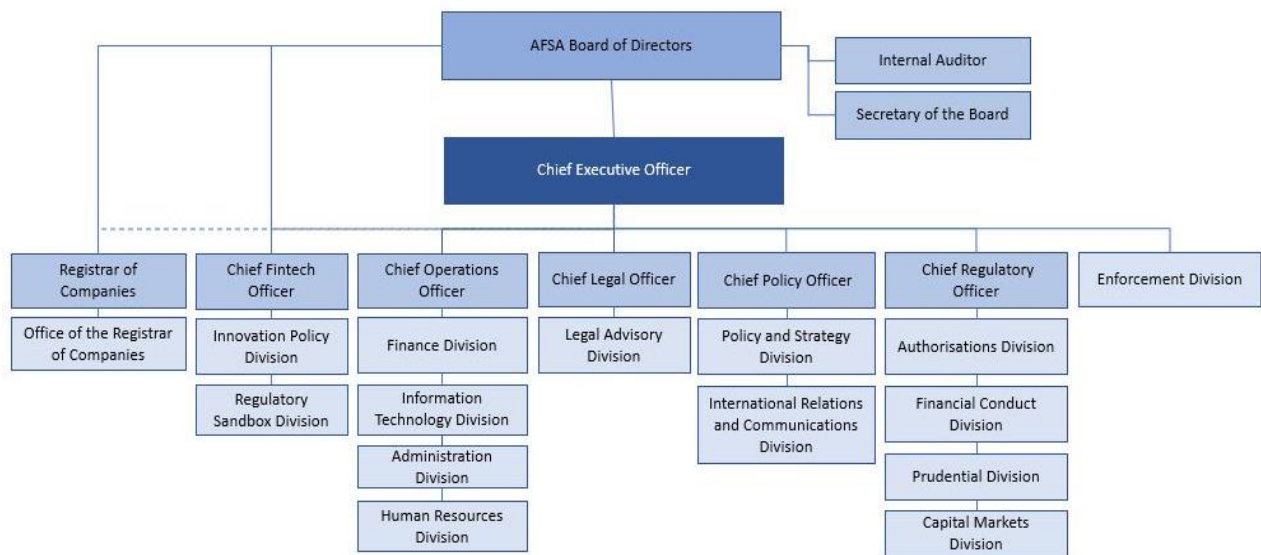 AFSA Board of Directors
Internal Auditor
Secretary of the Board
Chief Executive Officer
Registrar of
Companies
Office of the Registrar
of Companies
Chief Fintech
Officer
Innovation Policy
Division
Regulatory
Sandbox Division
Chief Operations
Officer
Finance Division
Information
Technology Division
Administration
Division
Human Resources
Division
Chief Legal Officer
Legal Advisory
Division
Chief Policy Officer
Policy and Strategy
Division
International Relations
and Communications
Division
Chief Regulatory
Officer
Authorisations Division
Financial Conduct
Division
Prudential Division
Capital Markets
Division
Enforcement Division